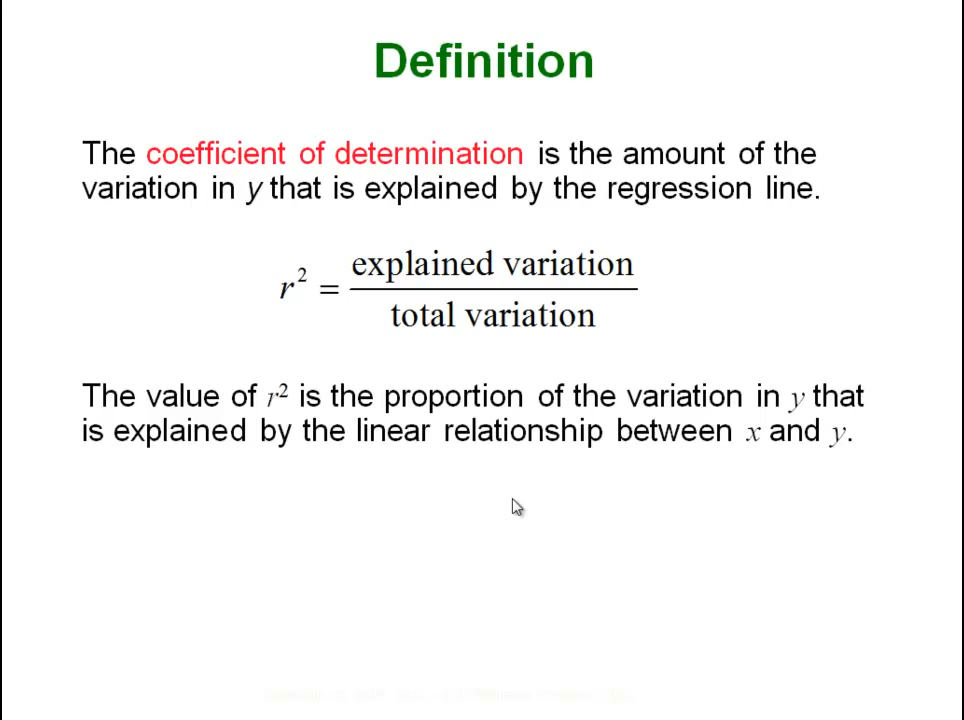 Definition
The coefficient of determination is the amount of the
variation in y that is explained by the regression line.
r² = explained variation / total variation
The value of r² is the proportion of the variation in y that
is explained by the linear relationship between x and y.